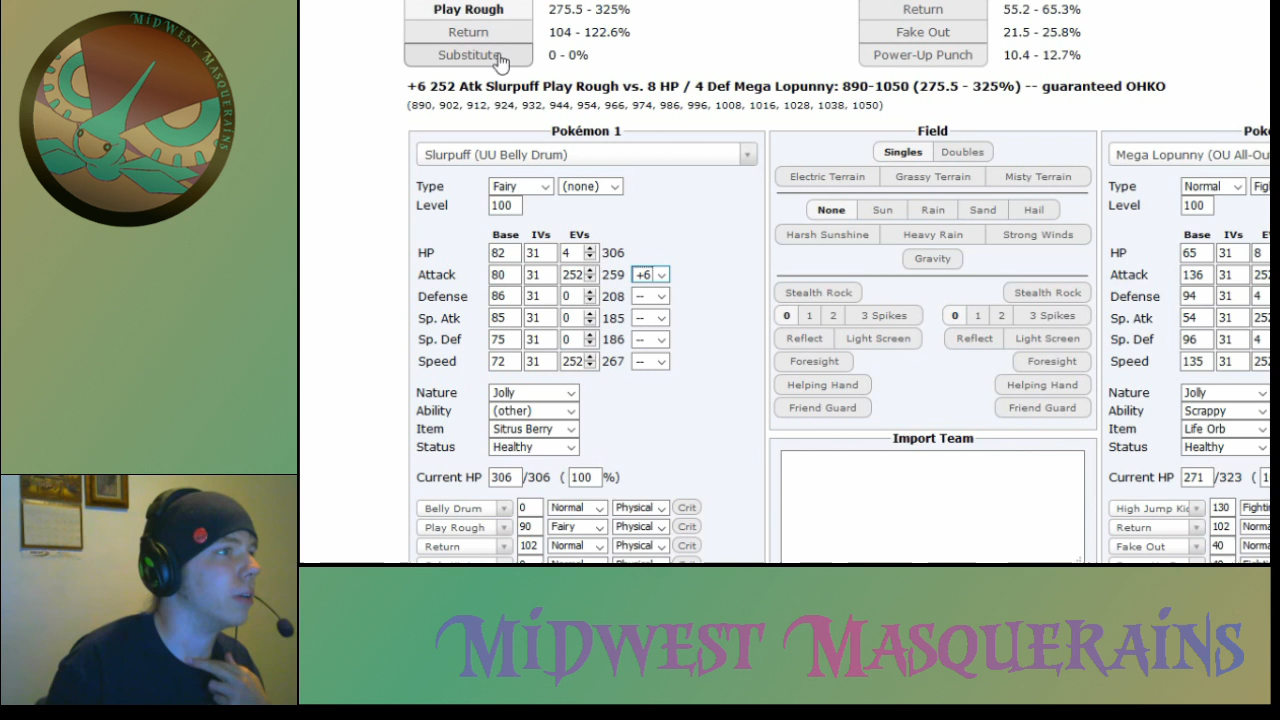 MiDWEST MASQUERAiNS
Play Rough 275.5 - 325% Return 55.2 - 65.3%
Return 104 - 122.6% Fake Out 21.5 - 25.8%
Substitute 0 - 0% Power-Up Punch 10.4 - 12.7%
+6 252 Atk Slurpuff Play Rough vs. 8 HP / 4 Def Mega Lopunny: 890-1050 (275.5 - 325%) -- guaranteed OHKO
(890, 902, 912, 924, 932, 944, 954, 966, 974, 986, 996, 1008, 1016, 1028, 1038, 1050)
Pokémon 1 Field Poké
Slurpuff (UU Belly Drum) Singles Doubles Mega Lopunny (OU All-Ou
Electric Terrain Grassy Terrain Misty Terrain
Type Fairy (none) Type Normal Fig
Level 100 None Sun Rain Sand Hail Level 100
Base IVs EVs Harsh Sunshine Heavy Rain Strong Winds Base IVs E
HP 82 31 4 306 Gravity HP 65 31 8
Attack 80 31 252 259 +6 Attack 136 31 252
Defense 86 31 0 208 -- Stealth Rock Stealth Rock Defense 94 31 4
Sp. Atk 85 31 0 185 -- 0 1 2 3 Spikes 0 1 2 3 Spikes Sp. Atk 54 31 0
Sp. Def 75 31 0 186 -- Reflect Light Screen Reflect Light Screen Sp. Def 96 31 4
Speed 72 31 252 267 -- Foresight Foresight Speed 135 31 252
Helping Hand Helping Hand
Nature Jolly Nature Jolly
Ability (other) Friend Guard Friend Guard Ability Scrappy
Item Sitrus Berry Import Team Item Life Orb
Status Healthy Status Healthy
Current HP 306 /306 ( 100 %) Current HP 271 /323 ( 1
Belly Drum 0 Normal Physical Crit High Jump Kic 130 Fighti
Play Rough 90 Fairy Physical Crit Return 102 Norma
Return 102 Normal Physical Crit Fake Out 40 Norma
MiDWEST MASQUERAiNS